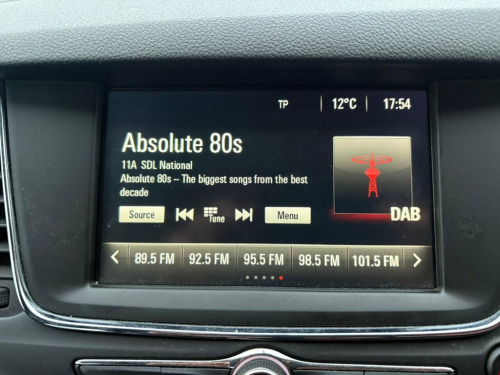 TP 12°C 17:54
Absolute 80s
11A SDL National
Absolute 80s -- The biggest songs from the best
decade
Source Tune Menu
DAB
89.5 FM 92.5 FM 95.5 FM 98.5 FM 101.5 FM